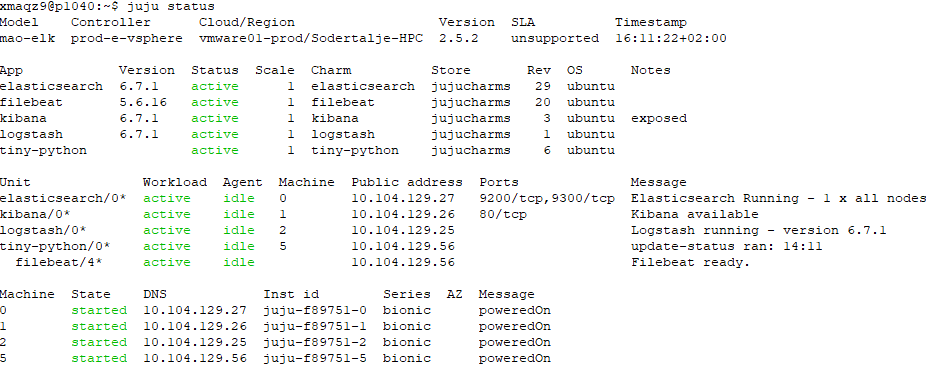 xmaqz9@p1040:~$ juju status
Model    Controller      Cloud/Region                    Version  SLA          Timestamp
mao-elk  prod-e-vsphere  vmware01-prod/Sodertalje-HPC  2.5.2    unsupported  16:11:22+02:00
App            Version  Status  Scale  Charm          Store       Rev  OS      Notes
elasticsearch  6.7.1    active      1  elasticsearch  jujucharms   29  ubuntu
filebeat       5.6.16   active      1  filebeat       jujucharms   20  ubuntu
kibana         6.7.1    active      1  kibana         jujucharms    3  ubuntu  exposed
logstash       6.7.1    active      1  logstash       jujucharms    1  ubuntu
tiny-python             active      1  tiny-python    jujucharms    6  ubuntu
Unit              Workload  Agent  Machine  Public address  Ports              Message
elasticsearch/0*  active    idle   0        10.104.129.27   9200/tcp,9300/tcp  Elasticsearch Running - 1 x all nodes
kibana/0*         active    idle   1        10.104.129.26   80/tcp             Kibana available
logstash/0*       active    idle   2        10.104.129.25                      Logstash running - version 6.7.1
tiny-python/0*    active    idle   5        10.104.129.56                      update-status ran: 14:11
  filebeat/4*     active    idle            10.104.129.56                      Filebeat ready.
Machine  State    DNS            Inst id        Series  AZ  Message
0        started  10.104.129.27  juju-f89751-0  bionic      poweredOn
1        started  10.104.129.26  juju-f89751-1  bionic      poweredOn
2        started  10.104.129.25  juju-f89751-2  bionic      poweredOn
5        started  10.104.129.56  juju-f89751-5  bionic      poweredOn